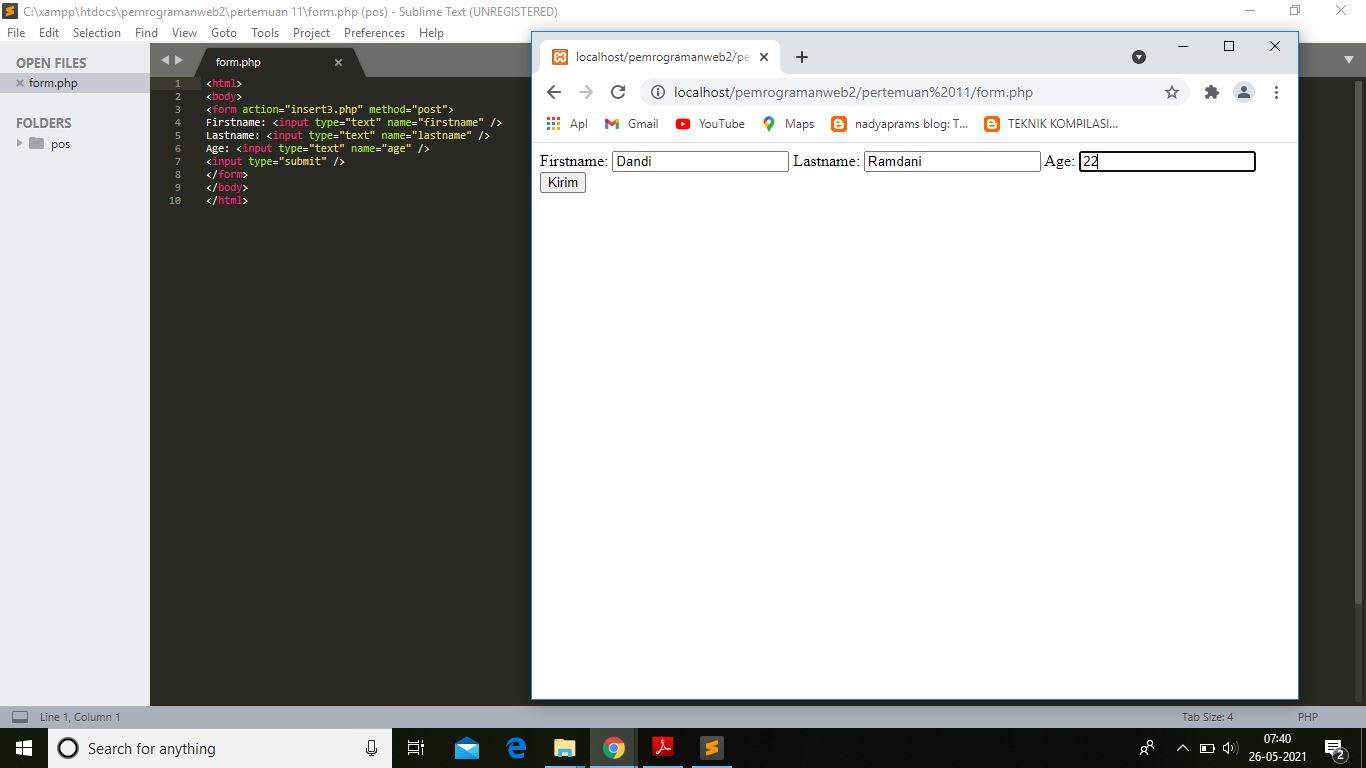 C:\xampp\htdocs\pemrogramanweb2\pertemuan 11\form.php (pos) - Sublime Text (UNREGISTERED)
File Edit Selection Find View Goto Tools Project Preferences Help
OPEN FILES
form.php
FOLDERS
pos
form.php
1 <html>
2 <body>
3 <form action="insert3.php" method="post">
4 Firstname: <input type="text" name="firstname" />
5 Lastname: <input type="text" name="lastname" />
6 Age: <input type="text" name="age" />
7 <input type="submit" />
8 </form>
9 </body>
10 </html>
localhost/pemrogramanweb2/pe
localhost/pemrogramanweb2/pertemuan%2011/form.php
Apl Gmail YouTube Maps nadyaprams blog: T... TEKNIK KOMPILASI...
Firstname: Dandi Lastname: Ramdani Age: 22
Kirim
Line 1, Column 1 Tab Size: 4 PHP
Search for anything
07:40
26-05-2021
2